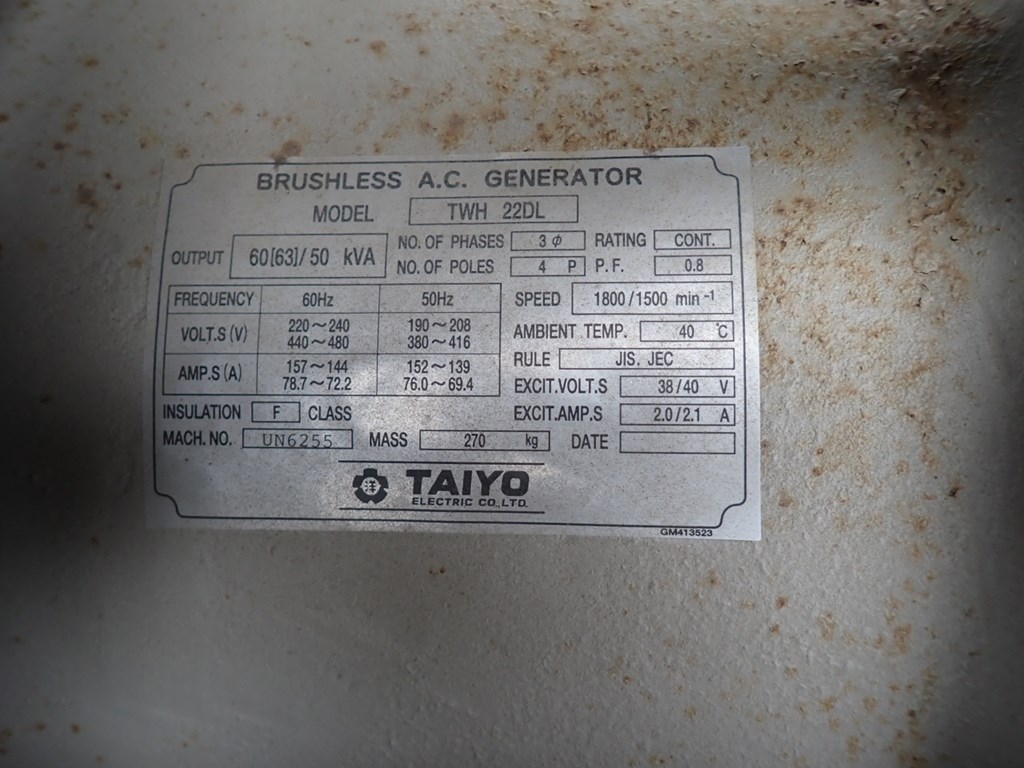 BRUSHLESS A.C. GENERATOR
MODEL TWH 22DL
OUTPUT 60[63]/50 kVA
NO. OF PHASES 3 ϕ RATING CONT.
NO. OF POLES 4 P P.F. 0.8
FREQUENCY 60Hz 50Hz
VOLT.S (V) 220~240 190~208
440~480 380~416
AMP.S (A) 157~144 152~139
78.7~72.2 76.0~69.4
SPEED 1800/1500 min⁻¹
AMBIENT TEMP. 40 ℃
RULE JIS. JEC
EXCIT.VOLT.S 38/40 V
INSULATION F CLASS
EXCIT.AMP.S 2.0/2.1 A
MACH. NO. UN6255 MASS 270 kg DATE
TAIYO
ELECTRIC CO.,LTD.
GM413523